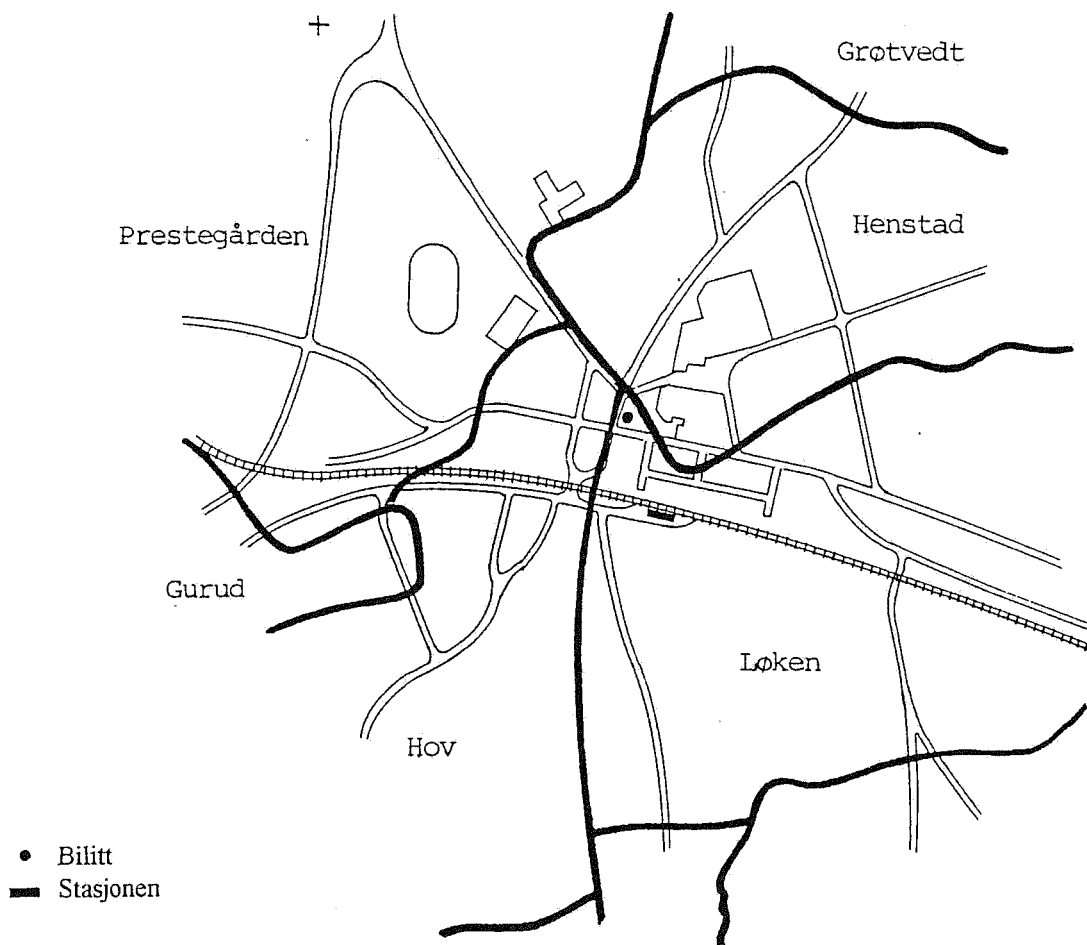 Grøtvedt
Prestegården
Henstad
Gurud
Løken
Hov
Bilitt
Stasjonen